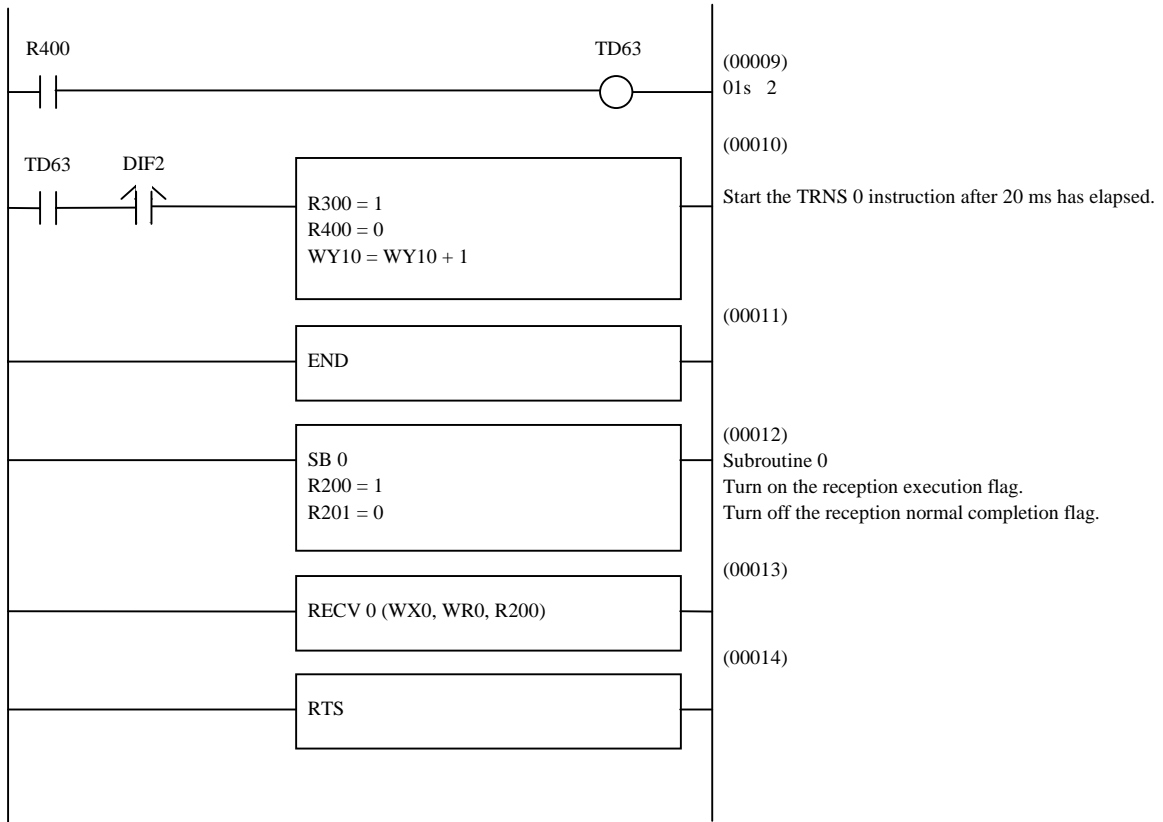 R400
TD63
(00009)
01s 2
(00010)
TD63
DIF2
Start the TRNS 0 instruction after 20 ms has elapsed.
R300 = 1
R400 = 0
WY10 = WY10 + 1
(00011)
END
(00012)
SB 0
Subroutine 0
R200 = 1
Turn on the reception execution flag.
R201 = 0
Turn off the reception normal completion flag.
(00013)
RECV 0 (WX0, WR0, R200)
(00014)
RTS